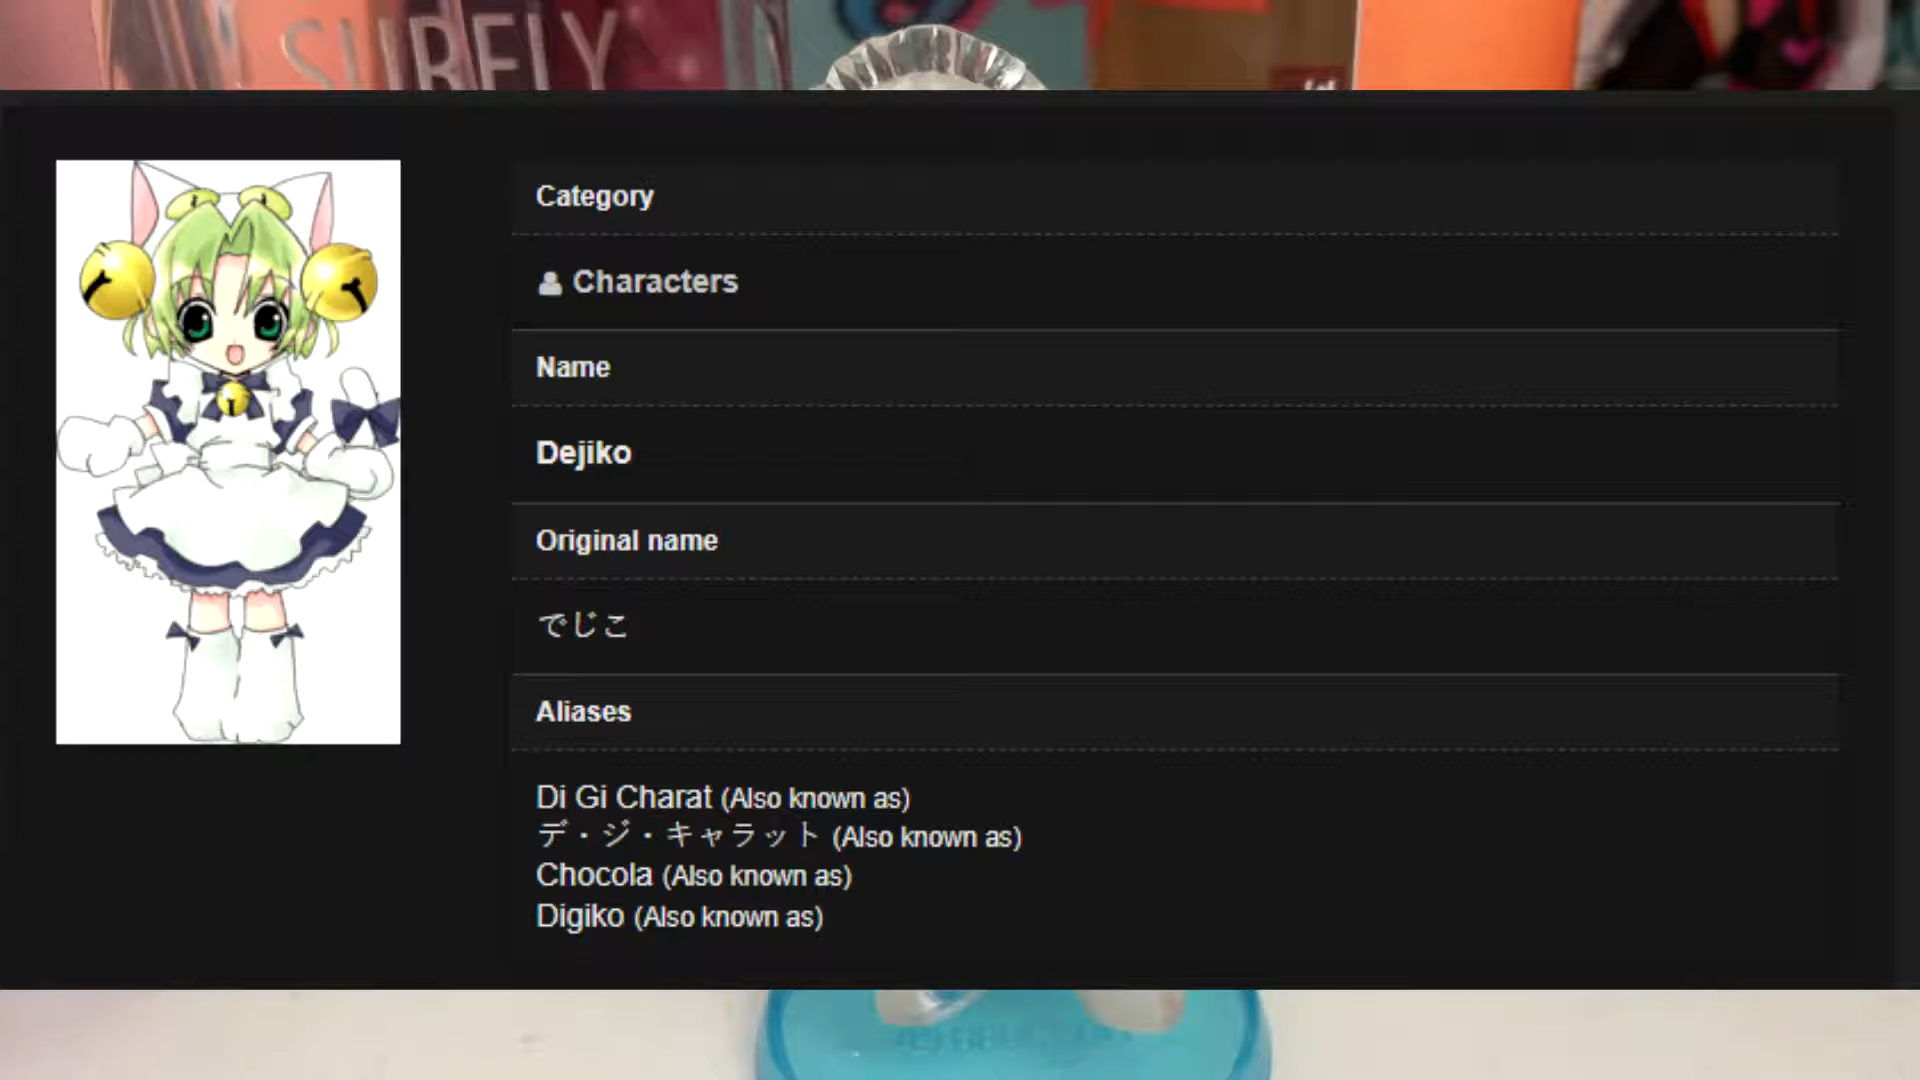 SURELY
Category
Characters
Name
Dejiko
Original name
でじこ
Aliases
Di Gi Charat (Also known as)
デ・ジ・キャラット (Also known as)
Chocola (Also known as)
Digiko (Also known as)